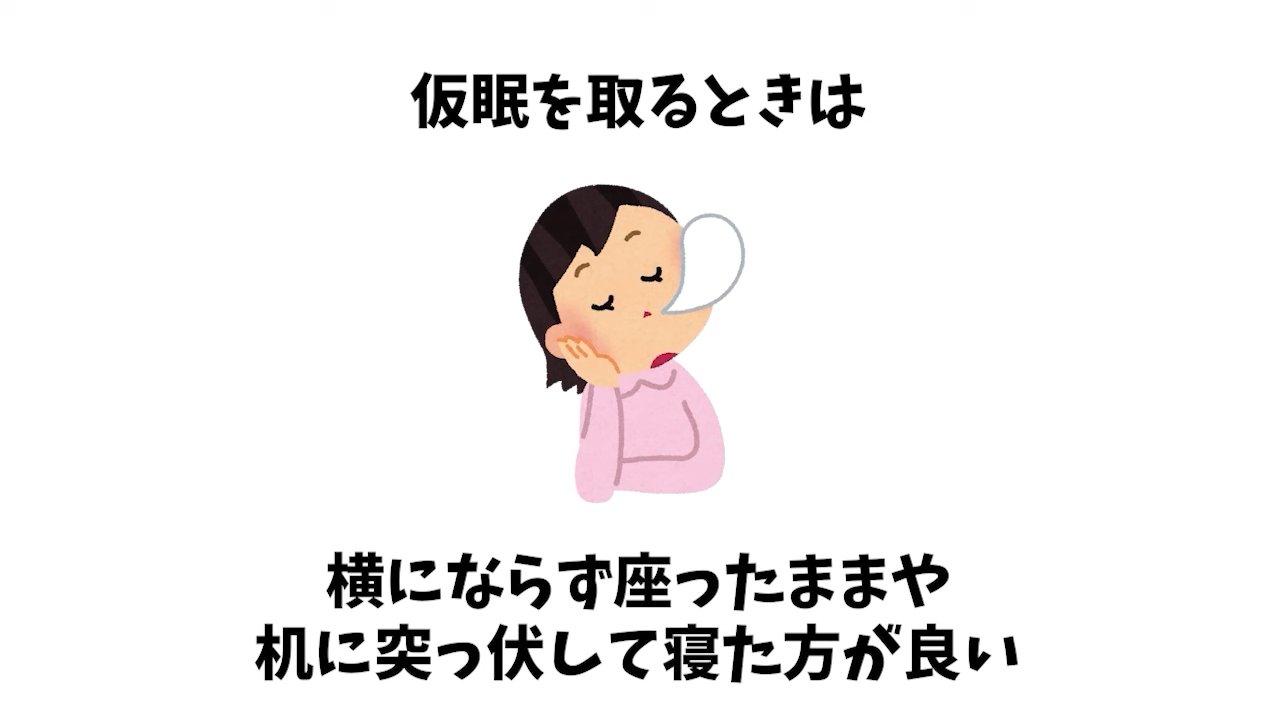 仮眠を取るときは
横にならず座ったままや
机に突っ伏して寝た方が良い